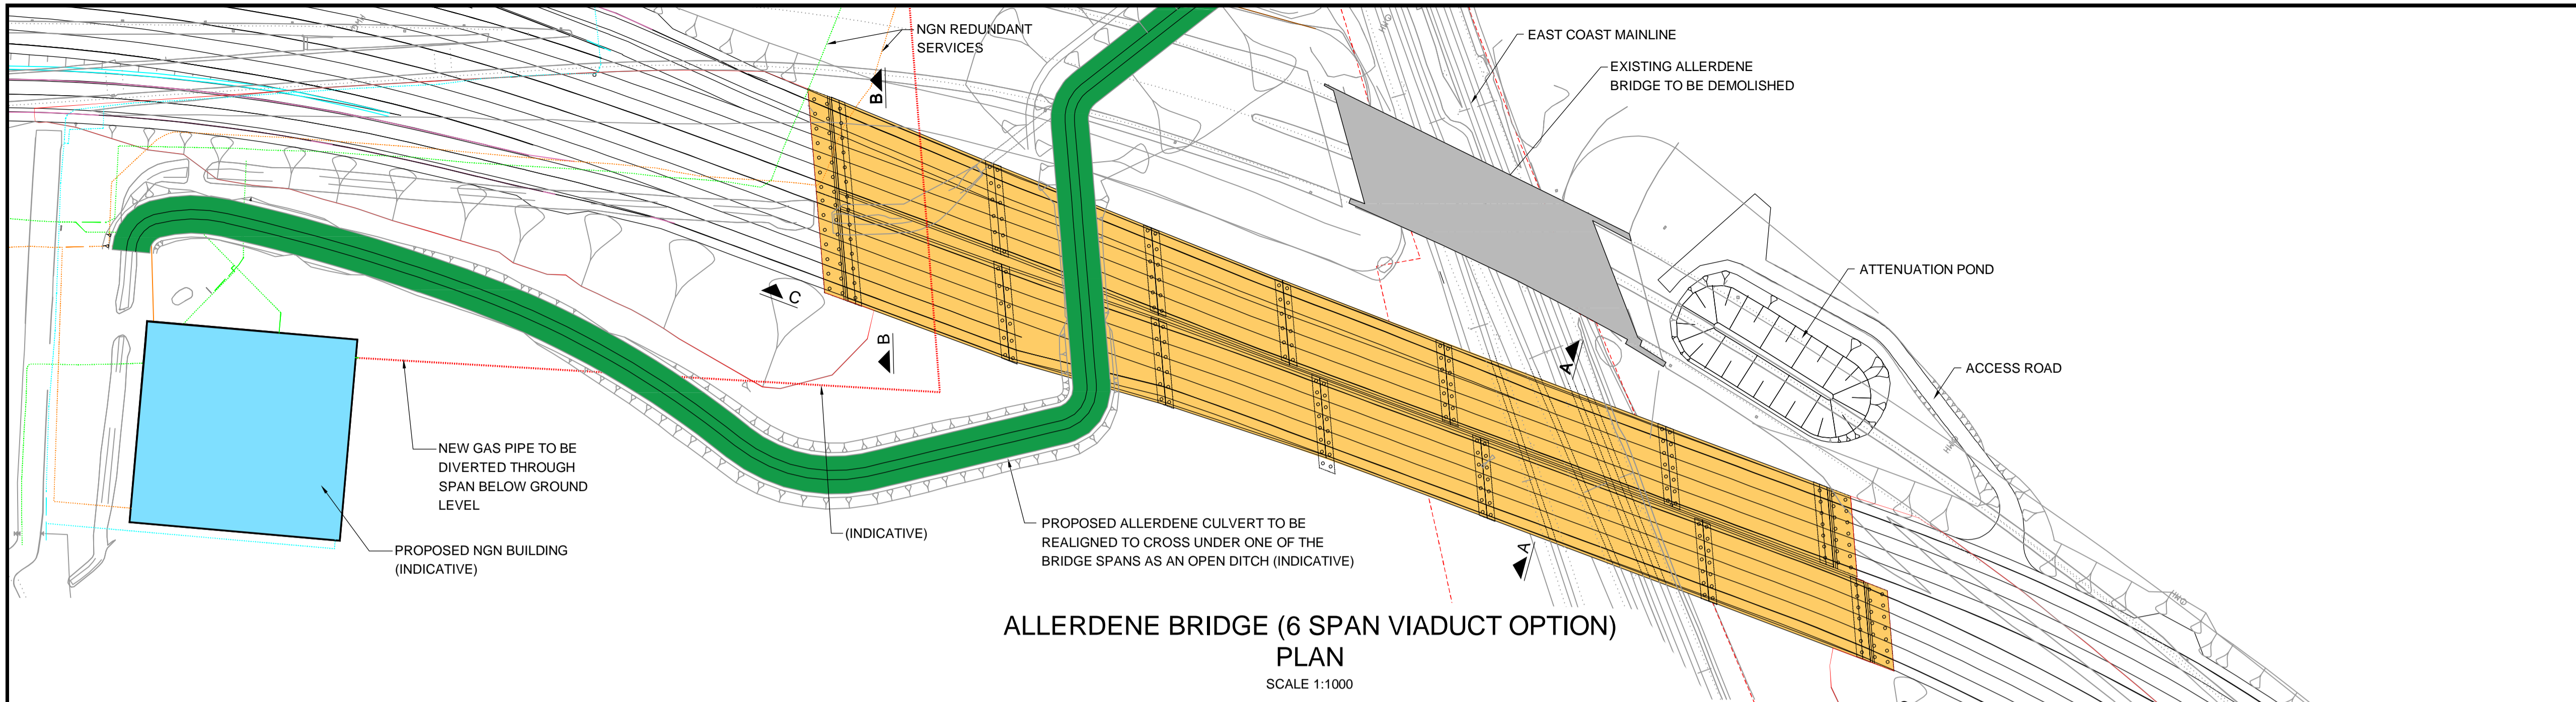 NGN REDUNDANT
SERVICES
EAST COAST MAINLINE
EXISTING ALLERDENE
BRIDGE TO BE DEMOLISHED
B
ATTENUATION POND
C
B
A
ACCESS ROAD
NEW GAS PIPE TO BE
DIVERTED THROUGH
SPAN BELOW GROUND
LEVEL
(INDICATIVE)
PROPOSED ALLERDENE CULVERT TO BE
REALIGNED TO CROSS UNDER ONE OF THE
BRIDGE SPANS AS AN OPEN DITCH (INDICATIVE)
A
PROPOSED NGN BUILDING
(INDICATIVE)
ALLERDENE BRIDGE (6 SPAN VIADUCT OPTION)
PLAN
SCALE 1:1000